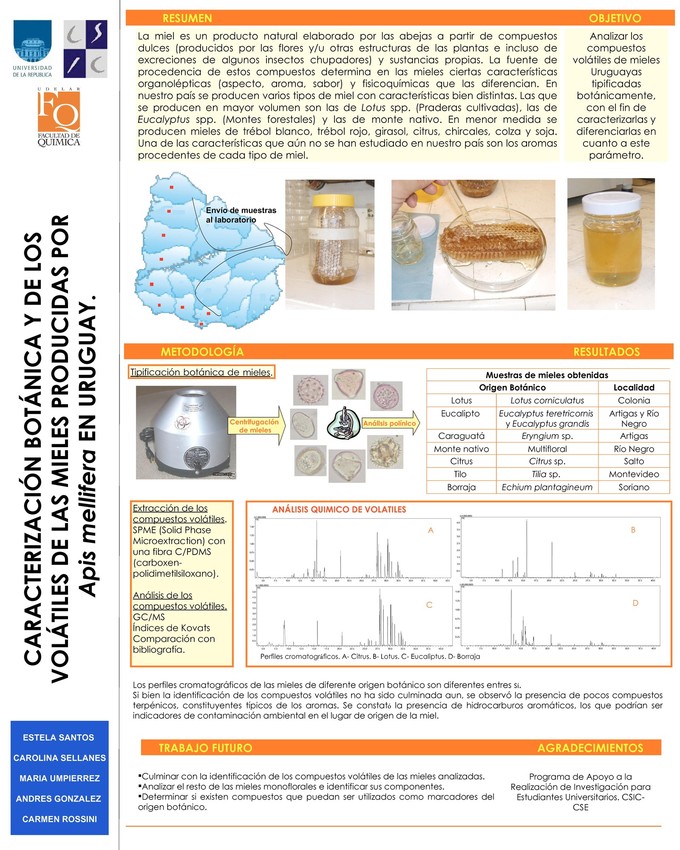 UNIVERSIDAD
DE LA REPUBLICA
CSIC
UDELAR
FQ
FACULTAD DE
QUIMICA
CARACTERIZACIÓN BOTÁNICA Y DE LOS
VOLÁTILES DE LAS MIELES PRODUCIDAS POR
Apis mellifera EN URUGUAY.
ESTELA SANTOS
CAROLINA SELLANES
MARIA UMPIERREZ
ANDRES GONZALEZ
CARMEN ROSSINI
RESUMEN
La miel es un producto natural elaborado por las abejas a partir de compuestos
dulces (producidos por las flores y/u otras estructuras de las plantas e incluso de
excreciones de algunos insectos chupadores) y sustancias propias. La fuente de
procedencia de estos compuestos determina en las mieles ciertas características
organolépticas (aspecto, aroma, sabor) y fisicoquímicas que las diferencian. En
nuestro país se producen varios tipos de miel con características bien distintas. Las que
se producen en mayor volumen son las de Lotus spp. (Praderas cultivadas), las de
Eucalyptus spp. (Montes forestales) y las de monte nativo. En menor medida se
producen mieles de trébol blanco, trébol rojo, girasol, citrus, chircales, colza y soja.
Una de las características que aún no se han estudiado en nuestro país son los aromas
procedentes de cada tipo de miel.
OBJETIVO
Analizar los
compuestos
volátiles de mieles
Uruguayas
tipificadas
botánicamente,
con el fin de
caracterizarlas y
diferenciarlas en
cuanto a este
parámetro.
Envío de muestras
al laboratorio
METODOLOGÍA
Tipificación botánica de mieles.
Centrifugación
de mieles
Análisis polínico
RESULTADOS
Muestras de mieles obtenidas
Origen Botánico Localidad
Lotus Lotus corniculatus Colonia
Eucalipto Eucalyptus tereticornis y Eucalyptus grandis Artigas y Río Negro
Caraguatá Eryngium sp. Artigas
Monte nativo Multifloral Río Negro
Citrus Citrus sp. Salto
Tilo Tilia sp. Montevideo
Borraja Echium plantagineum Soriano
Extracción de los
compuestos volátiles.
SPME (Solid Phase
Microextraction) con
una fibra C/PDMS
(carboxen-
polidimetilsiloxano).
Análisis de los
compuestos volátiles.
GC/MS
Índices de Kovats
Comparación con
bibliografía.
ANÁLISIS QUIMICO DE VOLATILES
A
B
C
D
Perfiles cromatográficos. A- Citrus. B- Lotus. C- Eucaliptus. D- Borraja
Los perfiles cromatográficos de las mieles de diferente origen botánico son diferentes entres si.
Si bien la identificación de los compuestos volátiles no ha sido culminada aun, se observó la presencia de pocos compuestos
terpénicos, constituyentes típicos de los aromas. Se constató la presencia de hidrocarburos aromáticos, los que podrían ser
indicadores de contaminación ambiental en el lugar de origen de la miel.
TRABAJO FUTURO
•Culminar con la identificación de los compuestos volátiles de las mieles analizadas.
•Analizar el resto de las mieles monoflorales e identificar sus componentes.
•Determinar si existen compuestos que puedan ser utilizados como marcadores del
origen botánico.
AGRADECIMIENTOS
Programa de Apoyo a la
Realización de Investigación para
Estudiantes Universitarios. CSIC-
CSE